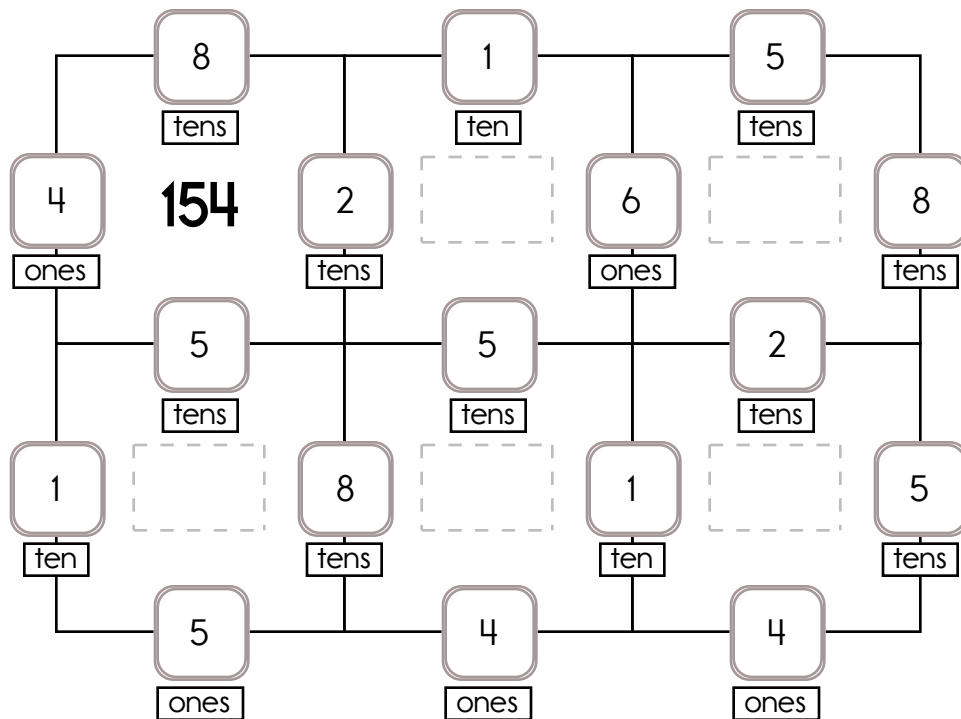 8 1 5
tens ten tens
4 154 2 6 8
ones tens ones tens
5 5 2
tens tens tens
1 8 1 5
ten tens ten tens
5 4 4
ones ones ones